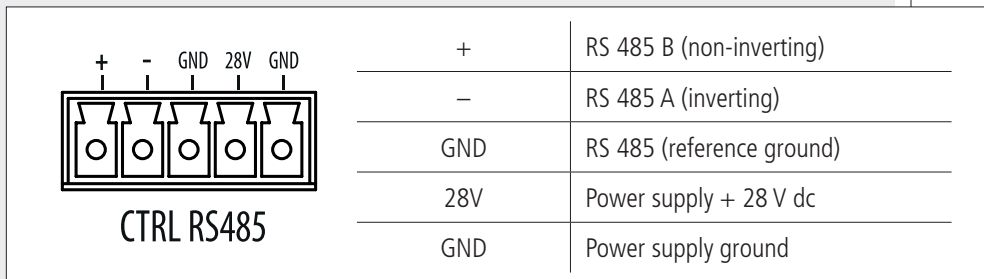 + - GND 28V GND
CTRL RS485
+ RS 485 B (non-inverting)
– RS 485 A (inverting)
GND RS 485 (reference ground)
28V Power supply + 28 V dc
GND Power supply ground